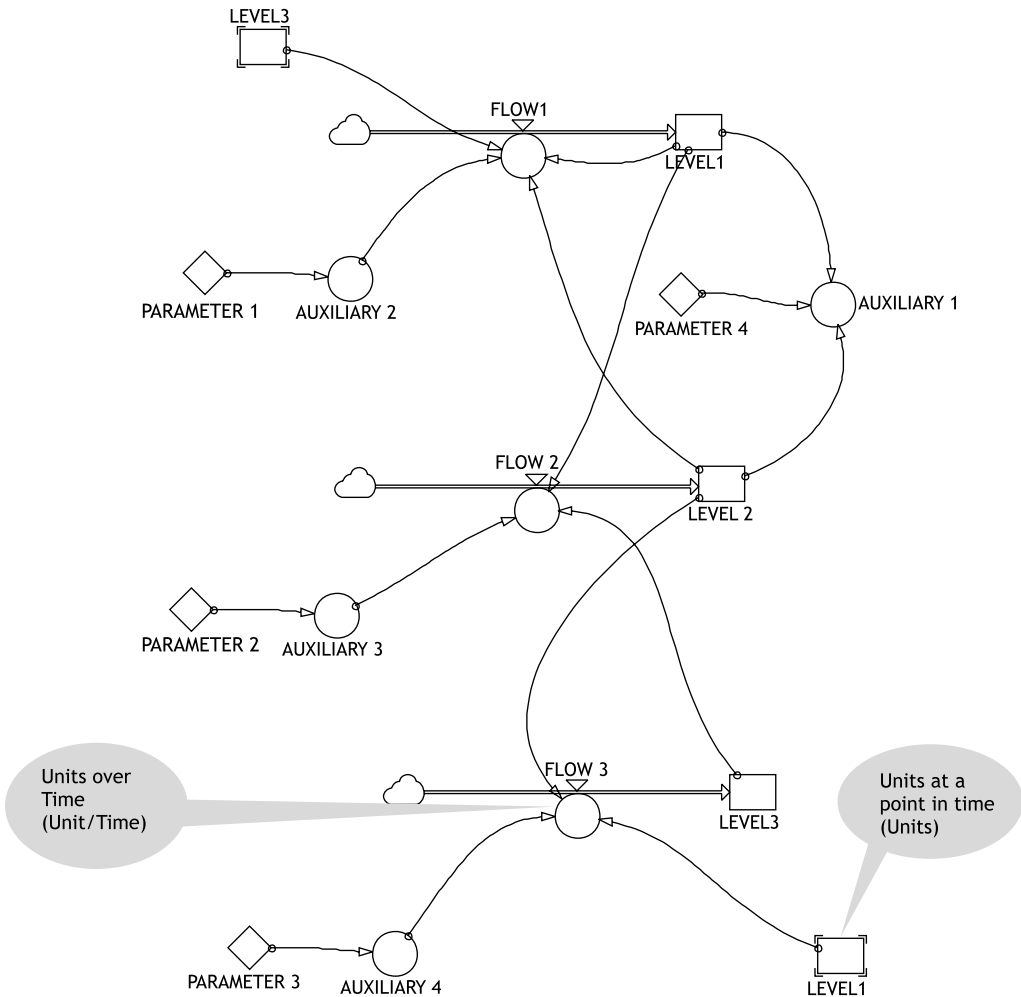 LEVEL3
FLOW1
LEVEL1
PARAMETER 1
AUXILIARY 2
PARAMETER 4
AUXILIARY 1
FLOW 2
LEVEL 2
PARAMETER 2
AUXILIARY 3
Units over
Time
(Unit/Time)
FLOW 3
LEVEL3
Units at a
point in time
(Units)
PARAMETER 3
AUXILIARY 4
LEVEL1